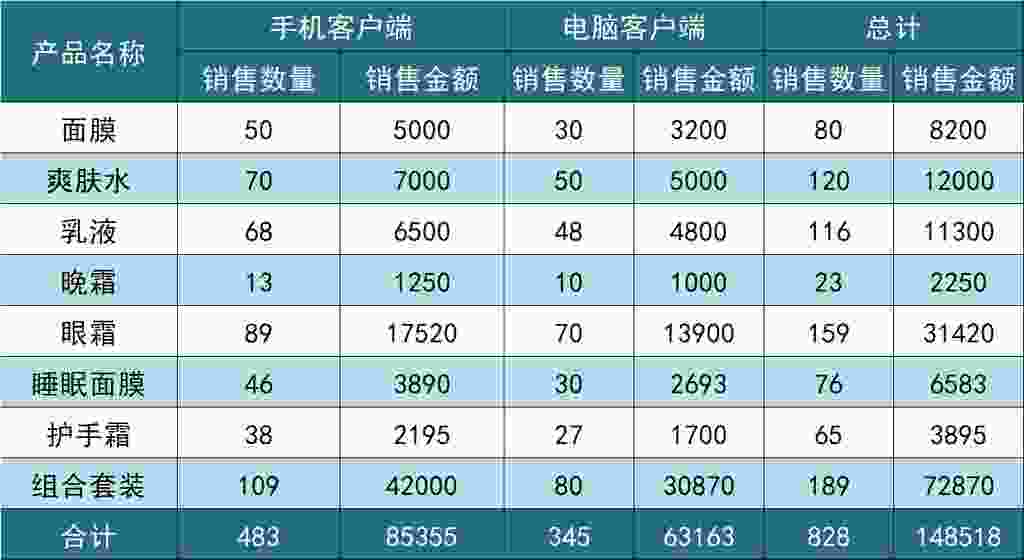 产品名称 手机客户端 电脑客户端 总计
销售数量 销售金额 销售数量 销售金额 销售数量 销售金额
面膜 50 5000 30 3200 80 8200
爽肤水 70 7000 50 5000 120 12000
乳液 68 6500 48 4800 116 11300
晚霜 13 1250 10 1000 23 2250
眼霜 89 17520 70 13900 159 31420
睡眠面膜 46 3890 30 2693 76 6583
护手霜 38 2195 27 1700 65 3895
组合套装 109 42000 80 30870 189 72870
合计 483 85355 345 63163 828 148518